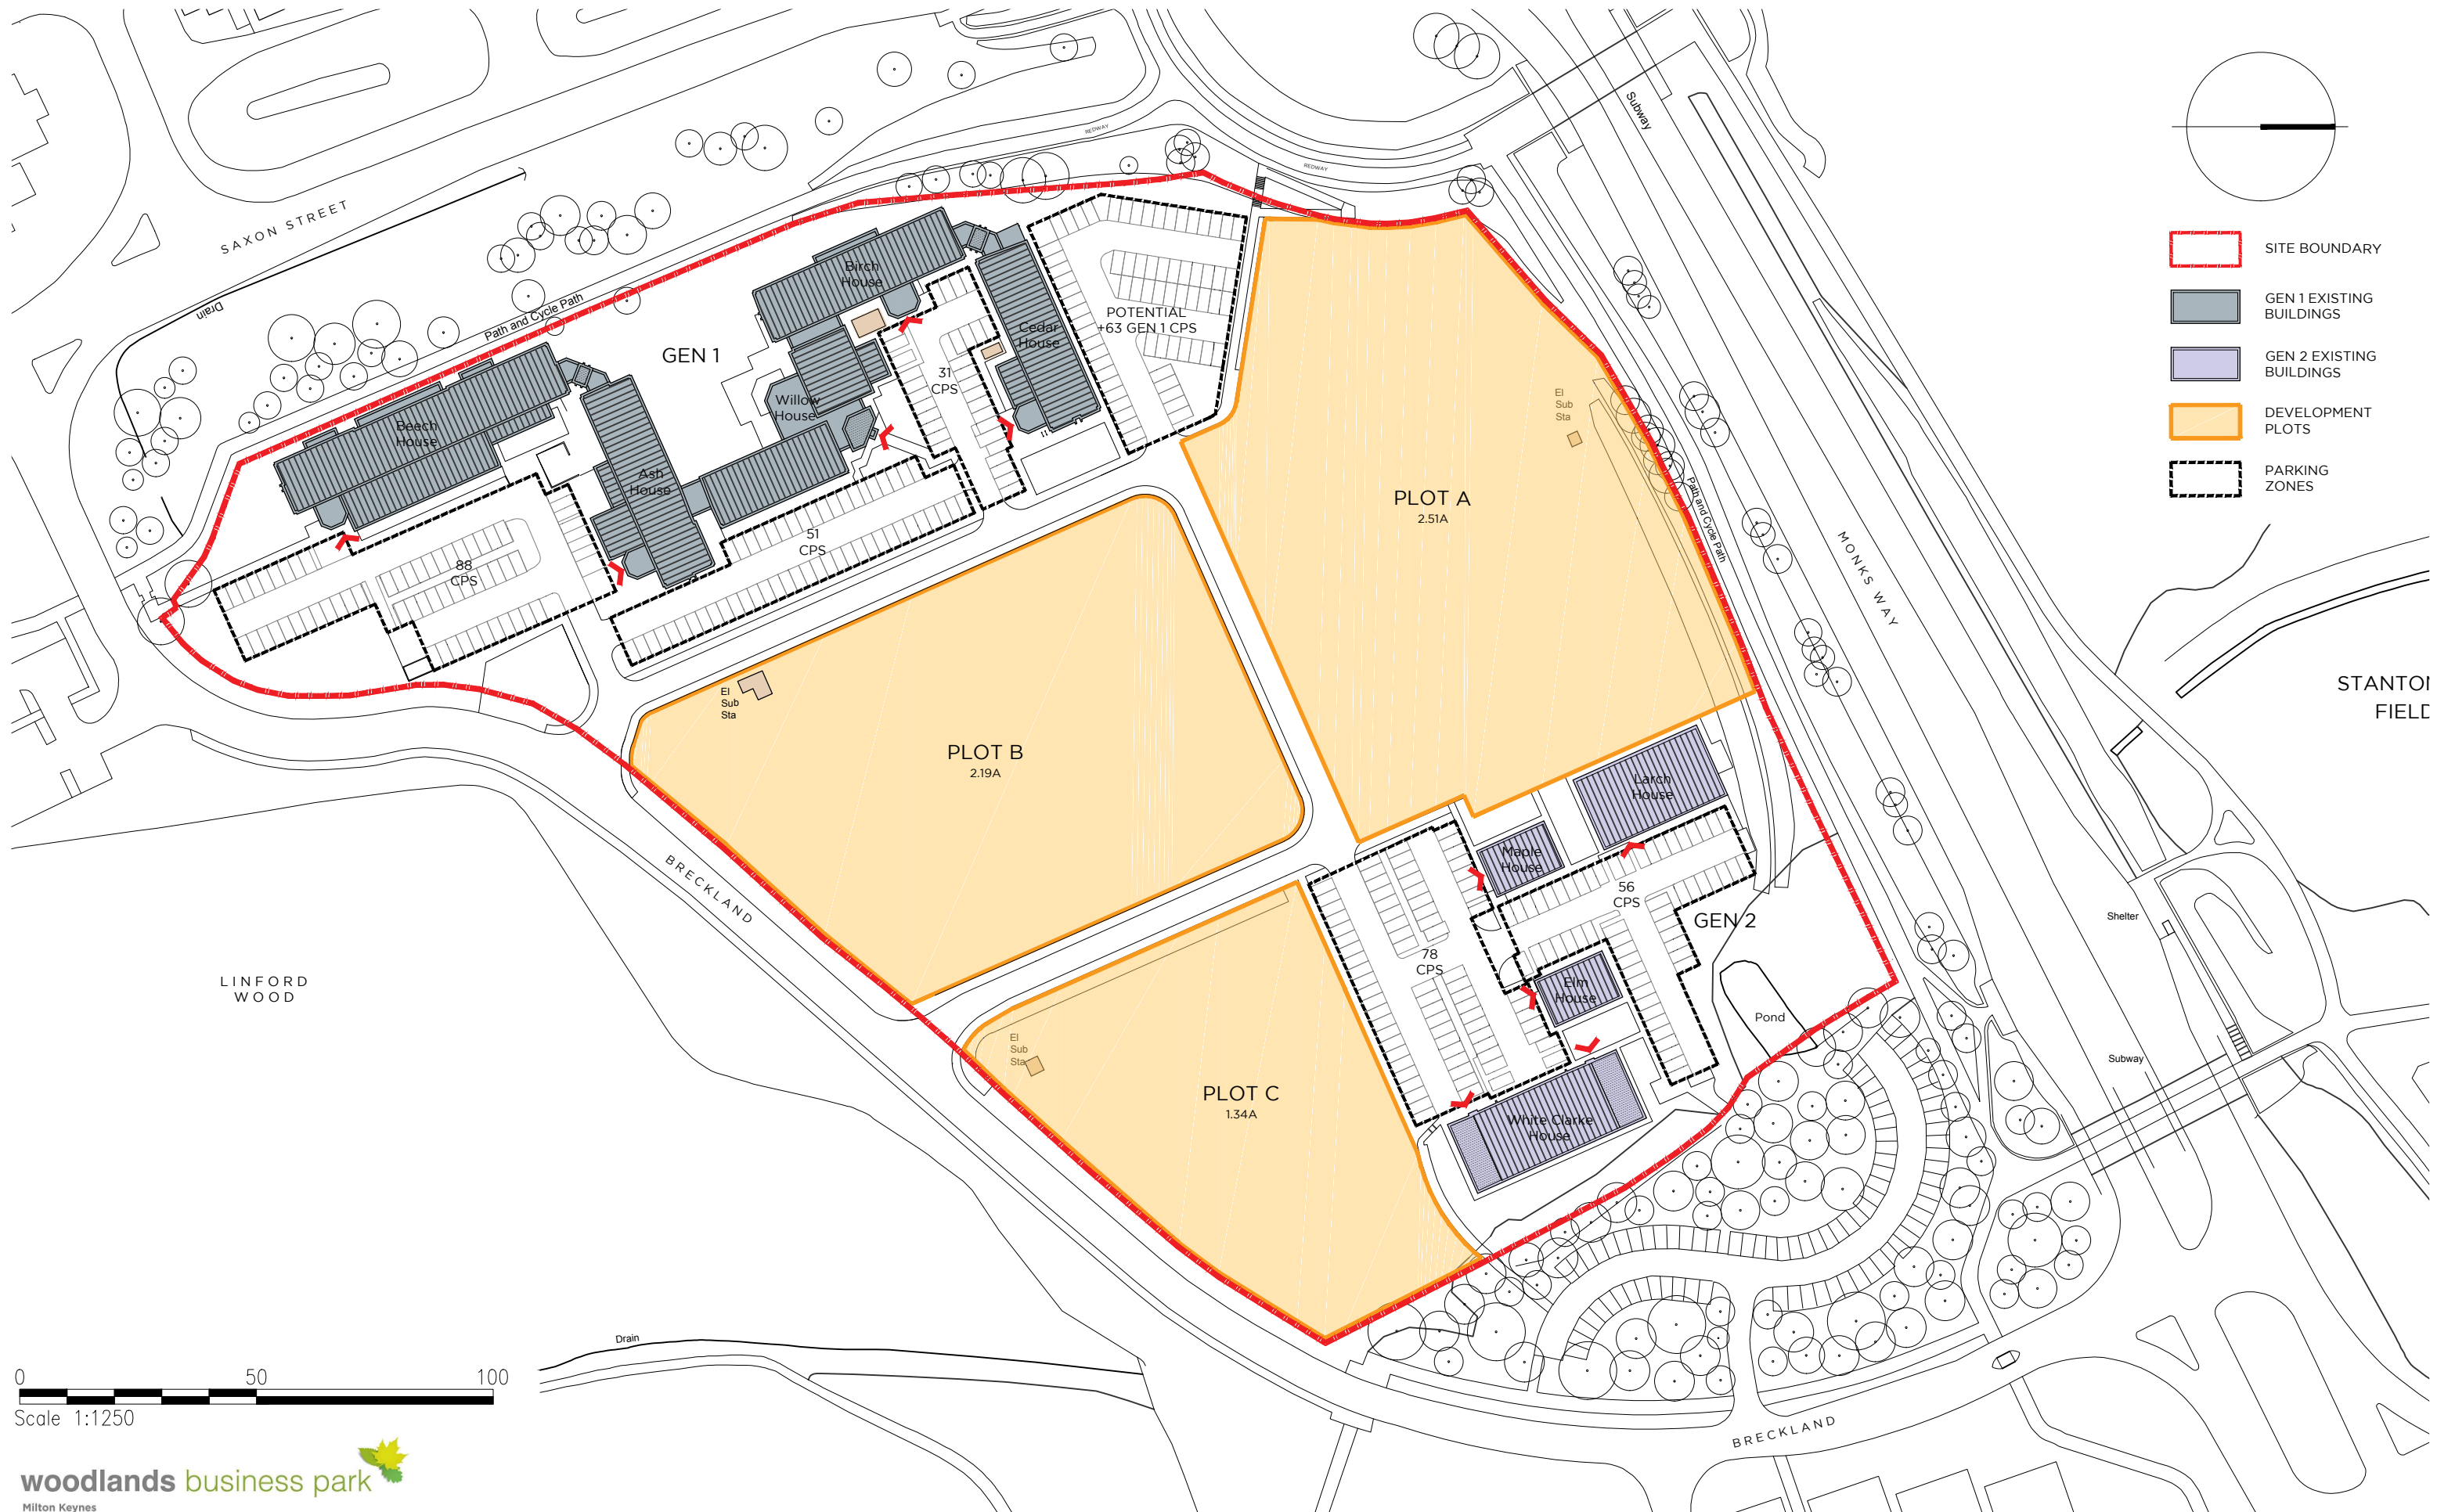 Subway
REDWAY
REDWAY
SAXON STREET
Drain
Path and Cycle Path
Birch
House
GEN 1
Cedar
House
POTENTIAL
+63 GEN 1 CPS
31
CPS
Willow
House
Beech
House
Ash
House
51
CPS
88
CPS
El
Sub
Sta
PLOT A
2.51A
Path and Cycle Path
MONKS WAY
SITE BOUNDARY
GEN 1 EXISTING
BUILDINGS
GEN 2 EXISTING
BUILDINGS
DEVELOPMENT
PLOTS
PARKING
ZONES
STANTON
FIELD
El
Sub
Sta
PLOT B
2.19A
BRECKLAND
Larch
House
Maple
House
56
CPS
GEN 2
78
CPS
Elm
House
Pond
Shelter
Subway
LINFORD
WOOD
El
Sub
Sta
PLOT C
1.34A
White Clarke
House
Drain
BRECKLAND
0 50 100
Scale 1:1250
woodlands business park
Milton Keynes